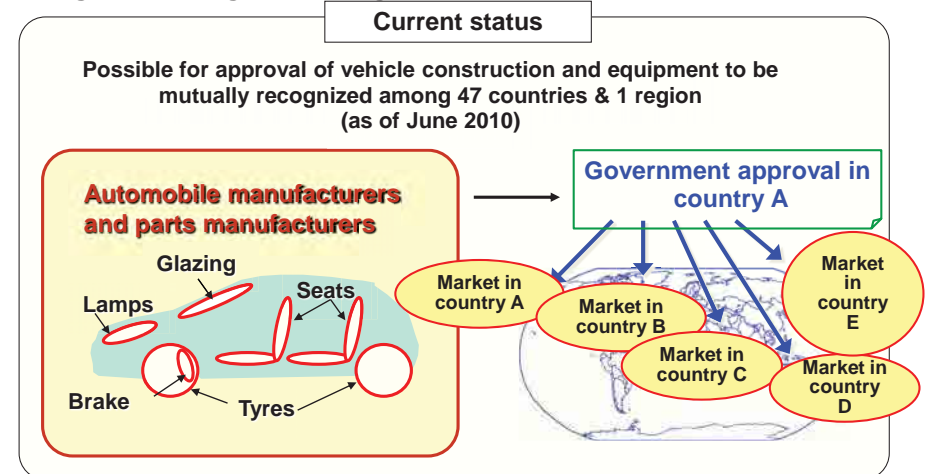 Current status
Possible for approval of vehicle construction and equipment to be
mutually recognized among 47 countries & 1 region
(as of June 2010)
Automobile manufacturers
and parts manufacturers
Glazing
Lamps
Seats
Brake
Tyres
Government approval in
country A
Market in
country A
Market in
country B
Market in
country C
Market in
country
D
Market
in
country
E